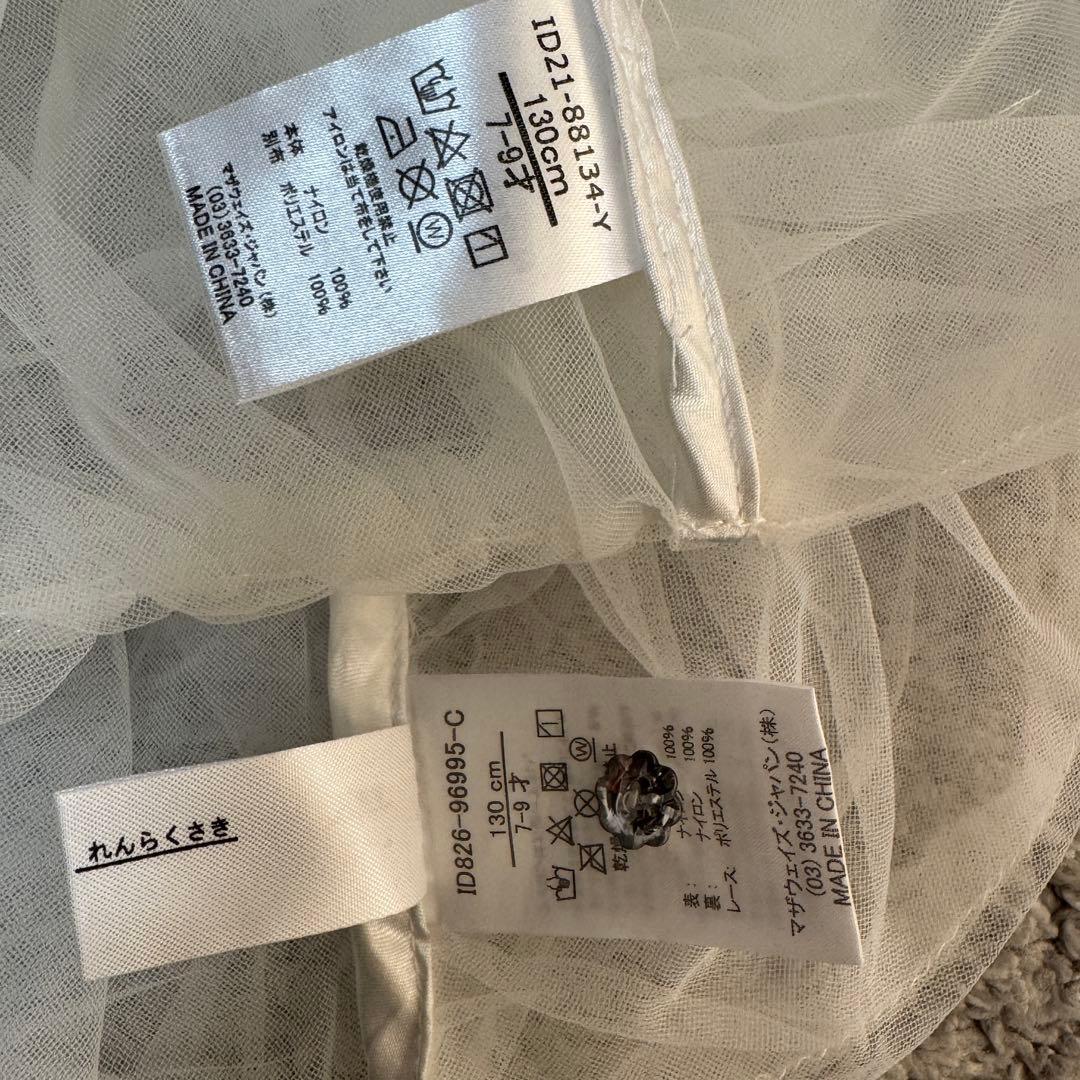 ID21-88134-Y
130cm
7-9才
乾燥機使用禁止
アイロンは当て布をして下さい
本体 ナイロン 100%
別布 ポリエステル 100%
マザウェイズ・ジャパン(株)
(03)3633-7240
MADE IN CHINA
れんらくさき
ID826-96995-C
130 cm
7-9才
乾燥 止
表: ナイロン 100%
裏: ナイロン 100%
レース: ポリエステル 100%
マザウェイズ・ジャパン(株)
(03)3633-7240
MADE IN CHINA